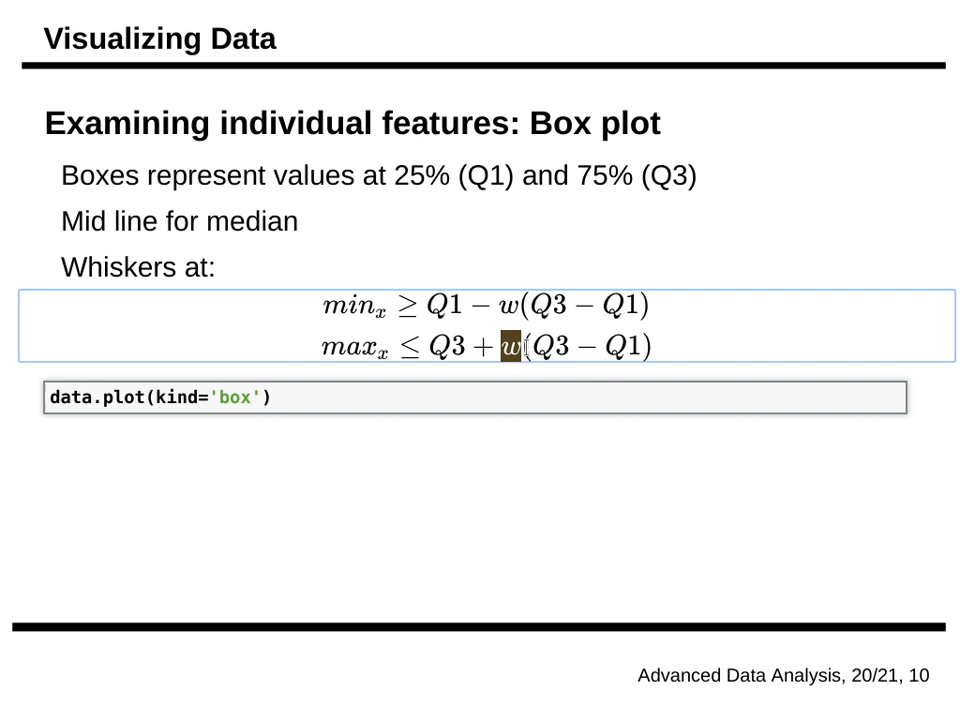 Visualizing Data
Examining individual features: Box plot
Boxes represent values at 25% (Q1) and 75% (Q3)
Mid line for median
Whiskers at:
minₓ ≥ Q1 − w(Q3 − Q1)
maxₓ ≤ Q3 + w(Q3 − Q1)
data.plot(kind='box')
Advanced Data Analysis, 20/21, 10